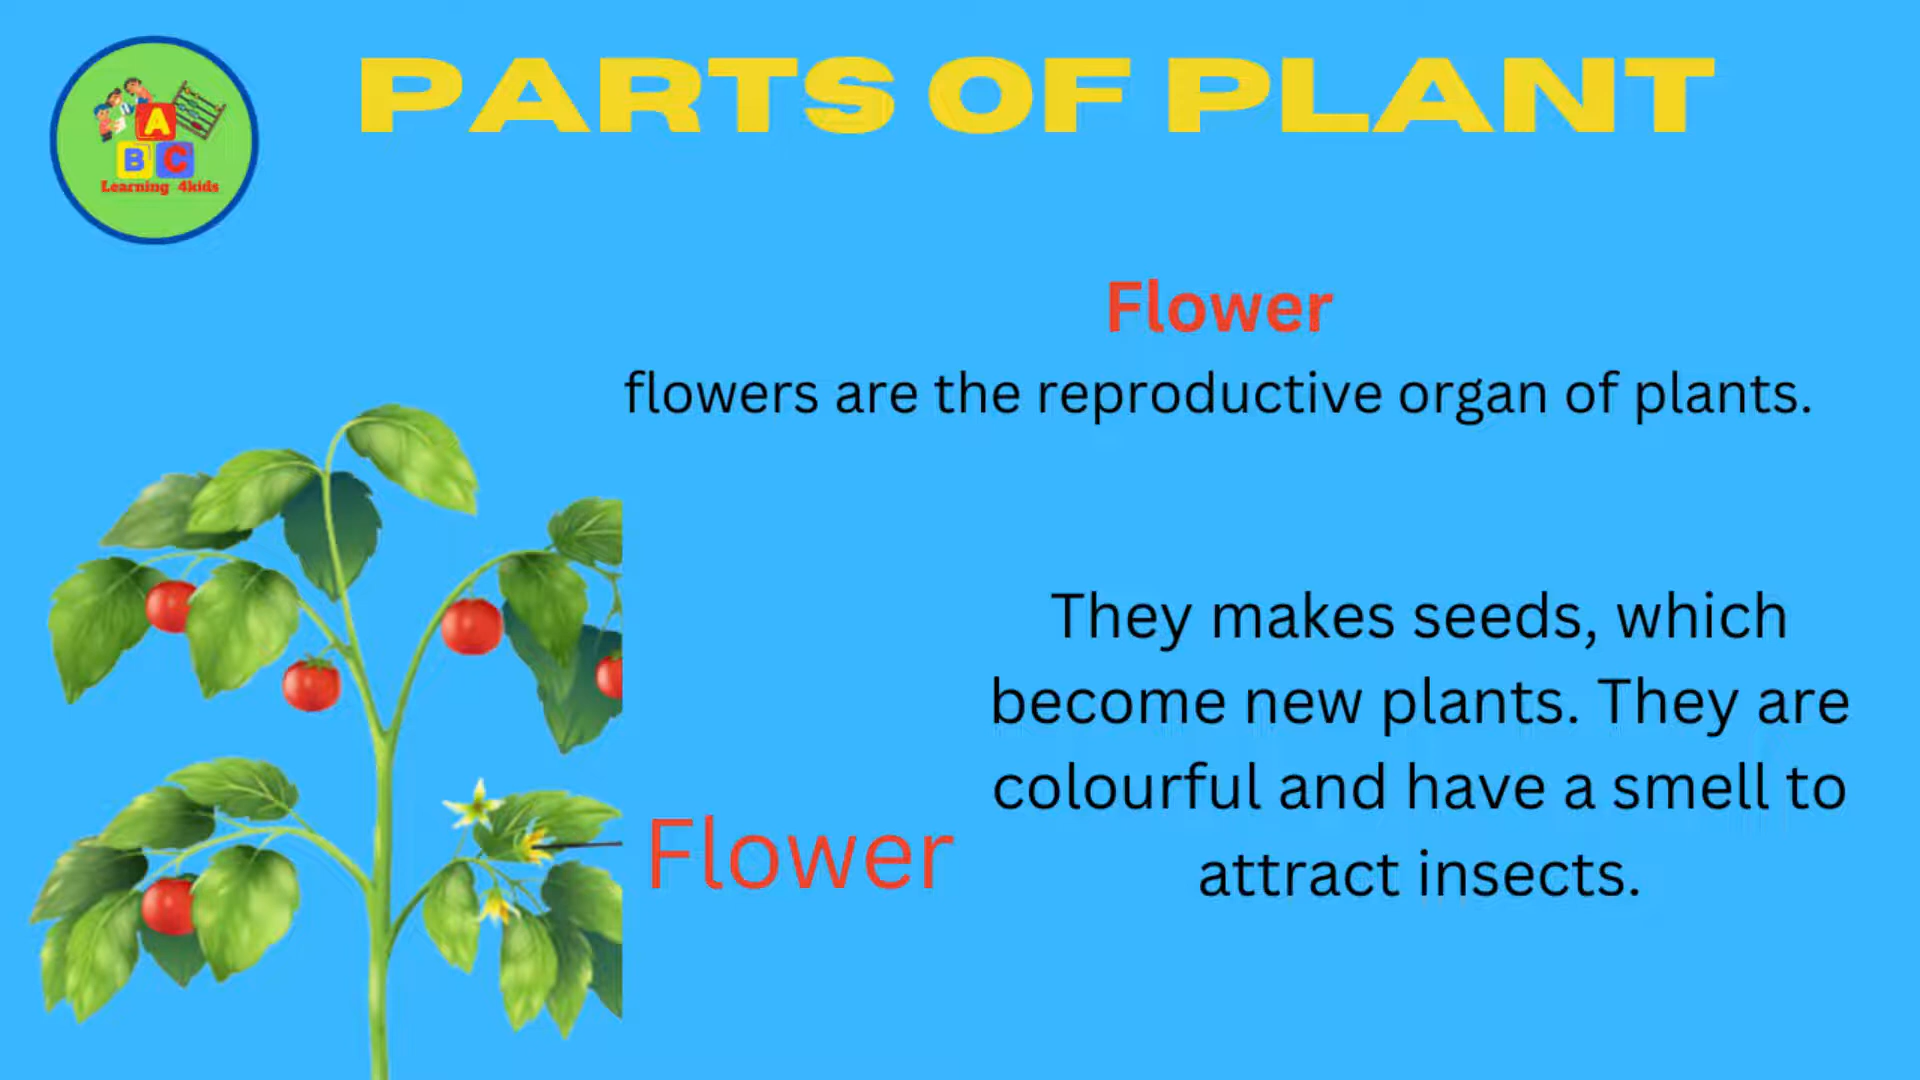 PARTS OF PLANT
A
B C
Learning 4kids
Flower
flowers are the reproductive organ of plants.
They makes seeds, which
become new plants. They are
colourful and have a smell to
attract insects.
Flower